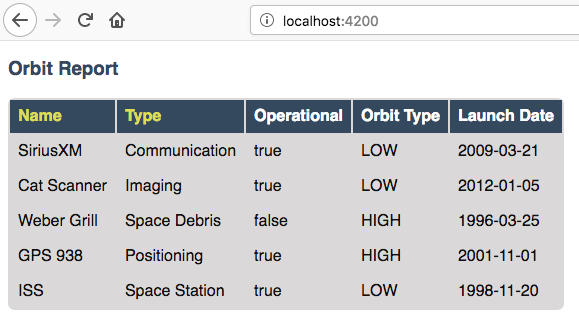 localhost:4200
Orbit Report
Name Type Operational Orbit Type Launch Date
SiriusXM Communication true LOW 2009-03-21
Cat Scanner Imaging true LOW 2012-01-05
Weber Grill Space Debris false HIGH 1996-03-25
GPS 938 Positioning true HIGH 2001-11-01
ISS Space Station true LOW 1998-11-20